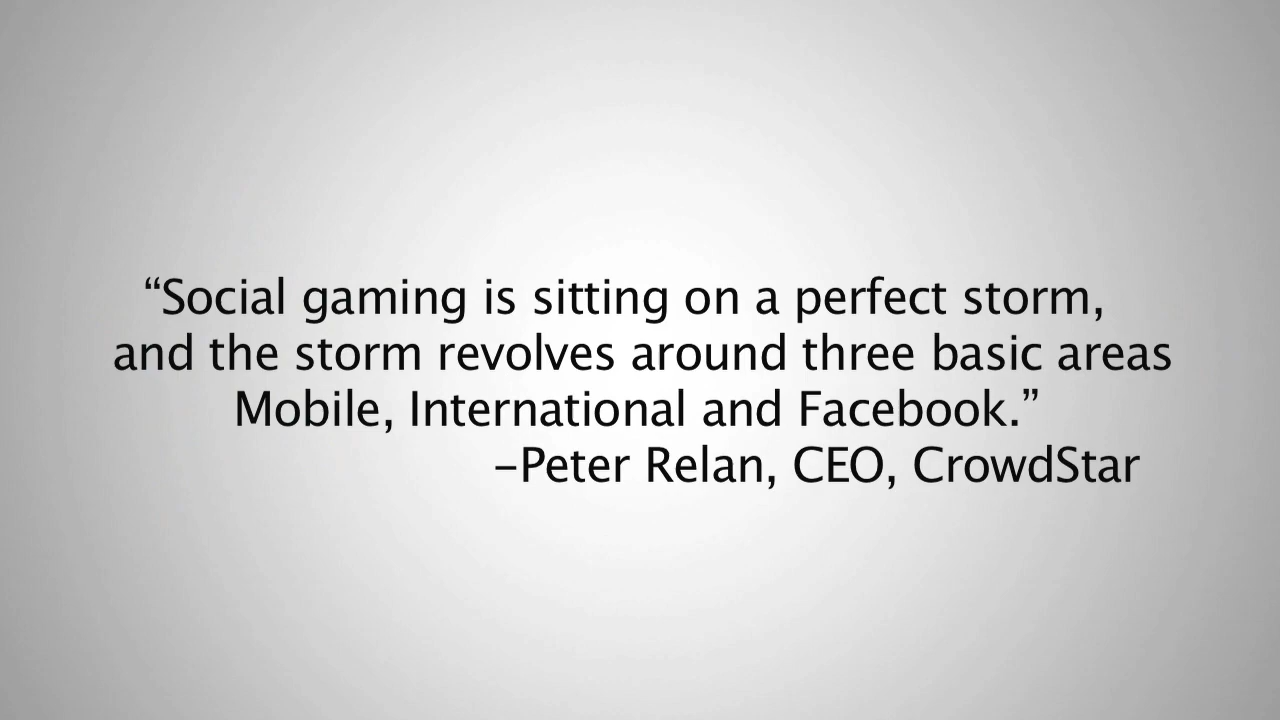 “Social gaming is sitting on a perfect storm,
and the storm revolves around three basic areas
Mobile, International and Facebook.”
–Peter Relan, CEO, CrowdStar